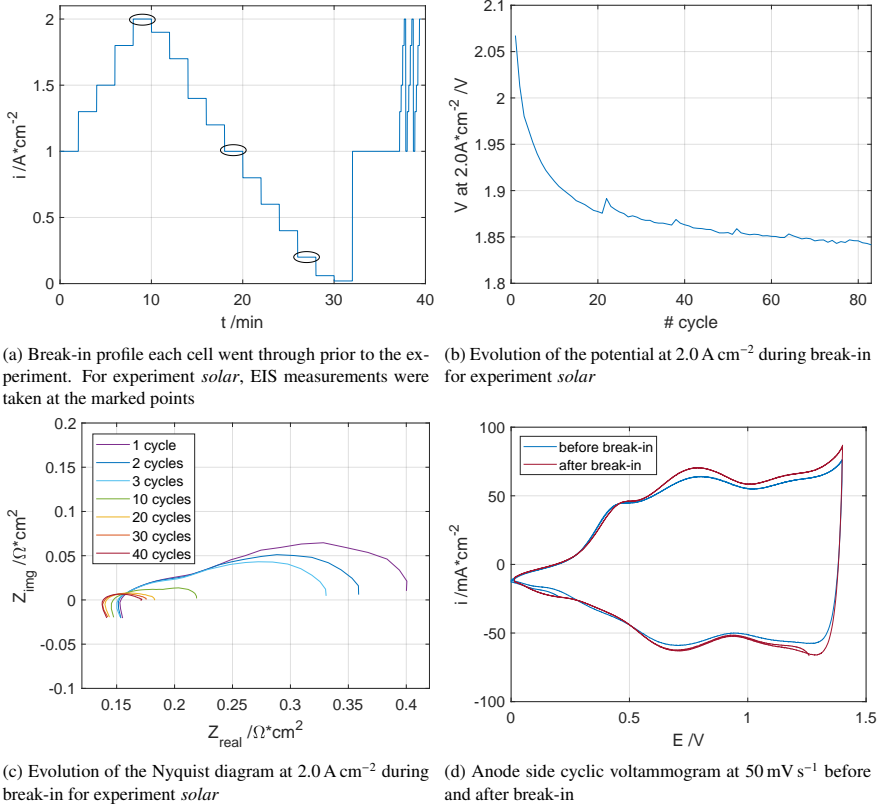 2
1.5
1
0.5
0
0
10
20
30
40
i /A*cm-2
t /min
2.1
2.05
2
1.95
1.9
1.85
1.8
0
20
40
60
80
V at 2.0A*cm-2 /V
# cycle
(a) Break-in profile each cell went through prior to the ex-
periment. For experiment solar, EIS measurements were
taken at the marked points
(b) Evolution of the potential at 2.0 A cm−2 during break-in
for experiment solar
0.2
0.15
0.1
0.05
0
-0.05
-0.1
0.15
0.2
0.25
0.3
0.35
0.4
Zimg /Ω*cm2
Zreal /Ω*cm2
1 cycle
2 cycles
3 cycles
10 cycles
20 cycles
30 cycles
40 cycles
100
50
0
-50
-100
0
0.5
1
1.5
i /mA*cm-2
E /V
before break-in
after break-in
(c) Evolution of the Nyquist diagram at 2.0 A cm−2 during
break-in for experiment solar
(d) Anode side cyclic voltammogram at 50 mV s−1 before
and after break-in